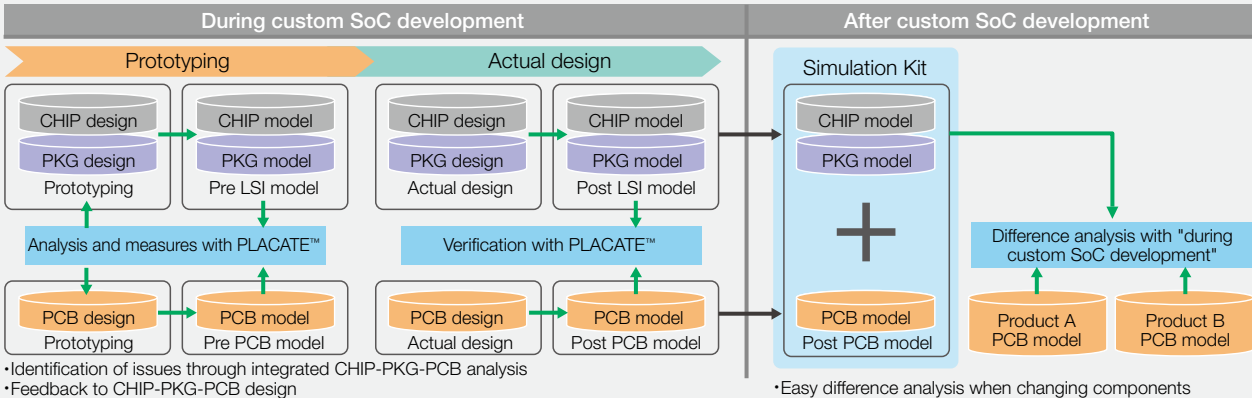 During custom SoC development
After custom SoC development
Prototyping
Actual design
Simulation Kit
CHIP design
PKG design
Prototyping
CHIP model
PKG model
Pre LSI model
CHIP design
PKG design
Actual design
CHIP model
PKG model
Post LSI model
CHIP model
PKG model
+
Analysis and measures with PLACATE™
Verification with PLACATE™
Difference analysis with "during
custom SoC development"
PCB design
Prototyping
PCB model
Pre PCB model
PCB design
Actual design
PCB model
Post PCB model
PCB model
Post PCB model
Product A
PCB model
Product B
PCB model
•Identification of issues through integrated CHIP-PKG-PCB analysis
•Feedback to CHIP-PKG-PCB design
•Easy difference analysis when changing components